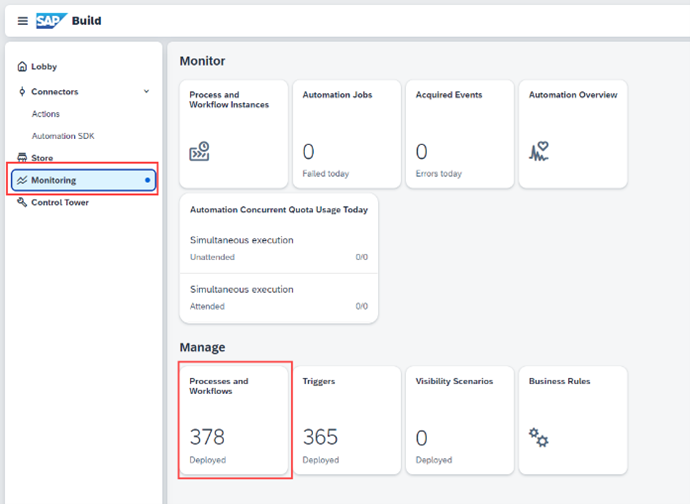 SAP Build
Lobby
Connectors
Actions
Automation SDK
Store
Monitoring
Control Tower
Monitor
Process and
Workflow Instances
Automation Jobs
0
Failed today
Acquired Events
0
Errors today
Automation Overview
Automation Concurrent Quota Usage Today
Simultaneous execution
Unattended 0/0
Simultaneous execution
Attended 0/0
Manage
Processes and
Workflows
378
Deployed
Triggers
365
Deployed
Visibility Scenarios
0
Deployed
Business Rules